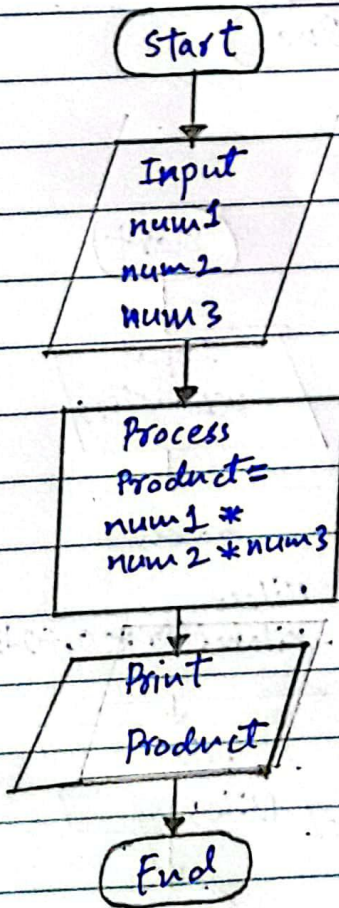 Start
Input
num1
num2
num3
Process
Product=
num1 *
num2 * num3
Print
Product
End